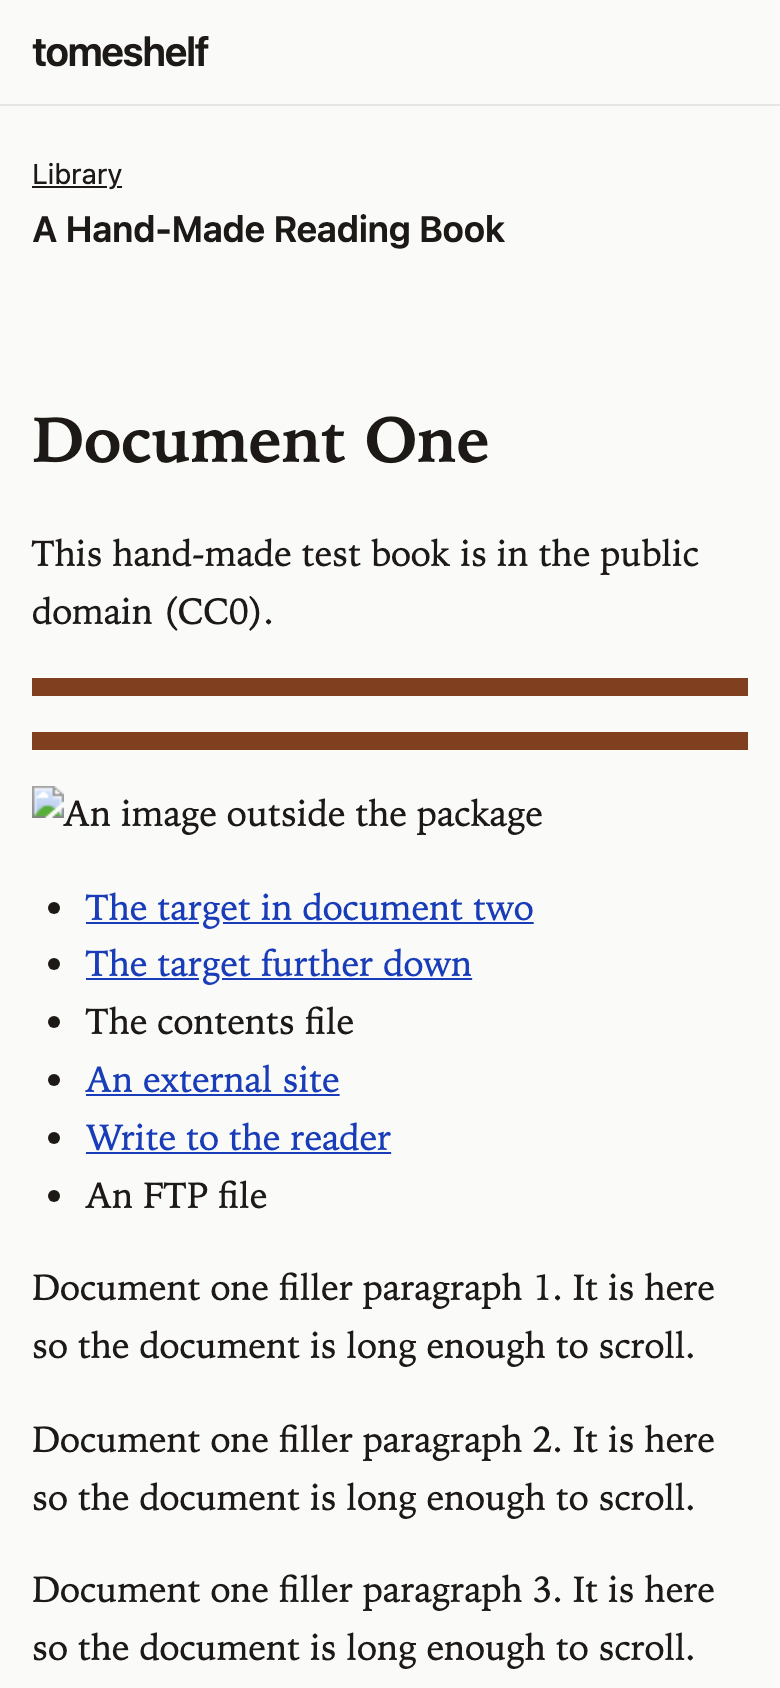 tomeshelf
Library
A Hand-Made Reading Book
Document One
This hand-made test book is in the public
domain (CC0).
An image outside the package
The target in document two
The target further down
The contents file
An external site
Write to the reader
An FTP file
Document one filler paragraph 1. It is here
so the document is long enough to scroll.
Document one filler paragraph 2. It is here
so the document is long enough to scroll.
Document one filler paragraph 3. It is here
so the document is long enough to scroll.